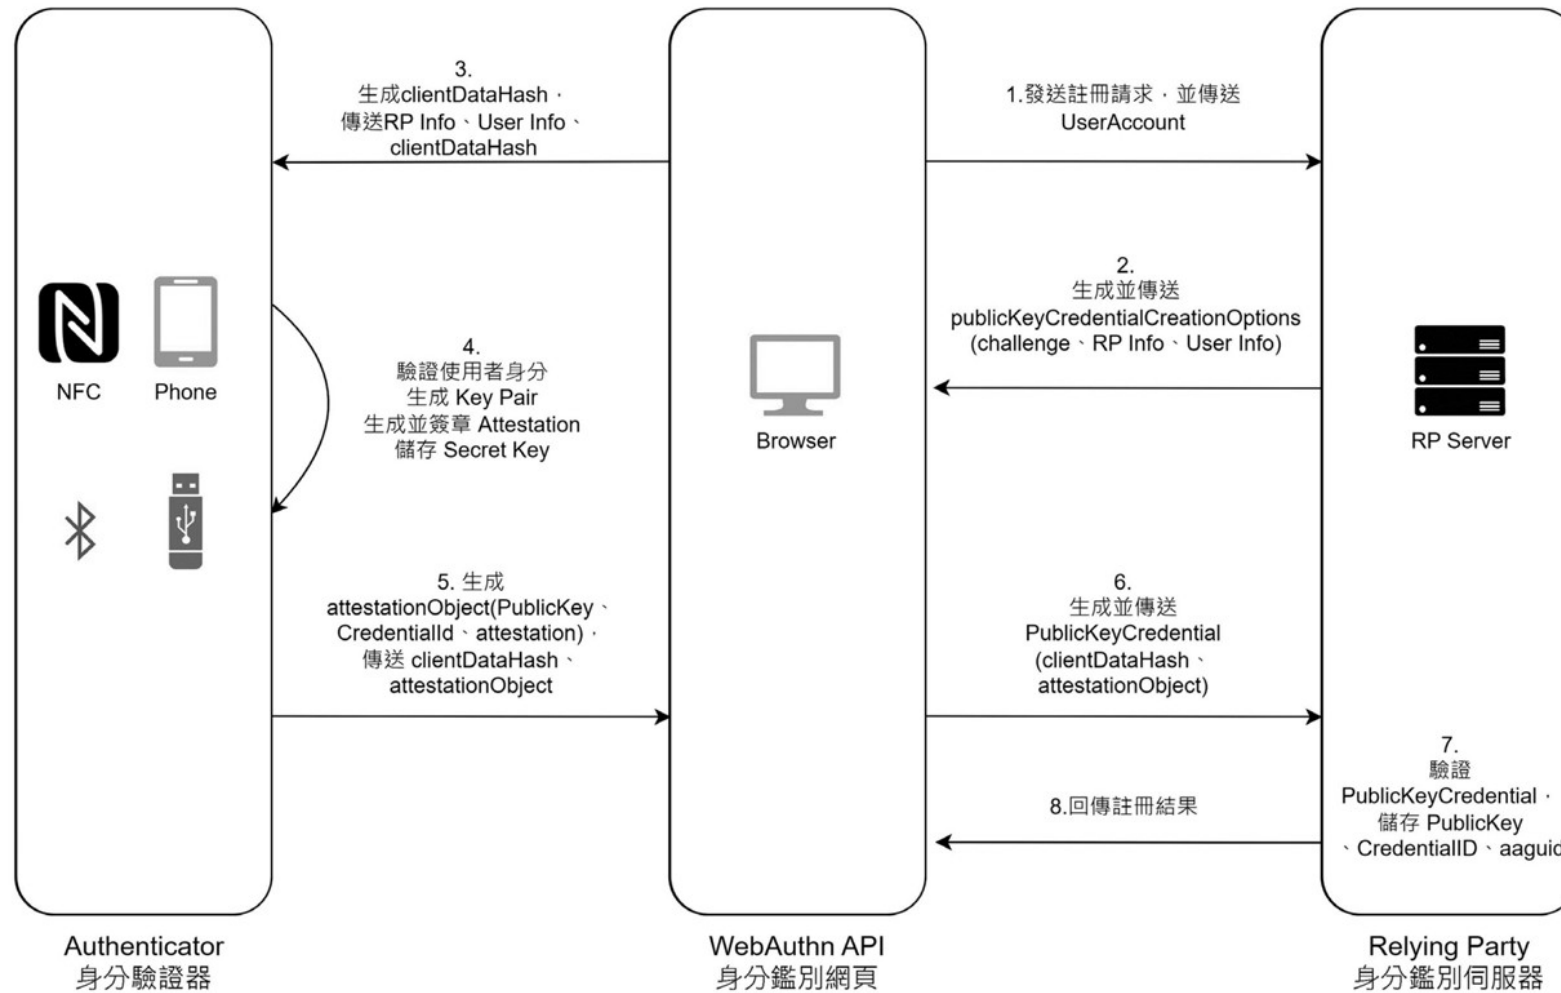 3.
生成clientDataHash，
傳送RP Info、User Info、
clientDataHash
1.發送註冊請求，並傳送
UserAccount
2.
生成並傳送
publicKeyCredentialCreationOptions
(challenge、RP Info、User Info)
NFC
Phone
4.
驗證使用者身分
生成 Key Pair
生成並簽章 Attestation
儲存 Secret Key
Browser
RP Server
5. 生成
attestationObject(PublicKey、
CredentialId、attestation)，
傳送 clientDataHash、
attestationObject
6.
生成並傳送
PublicKeyCredential
(clientDataHash、
attestationObject)
7.
驗證
PublicKeyCredential，
儲存 PublicKey
、CredentialID、aaguid
8.回傳註冊結果
Authenticator
身分驗證器
WebAuthn API
身分鑑別網頁
Relying Party
身分鑑別伺服器